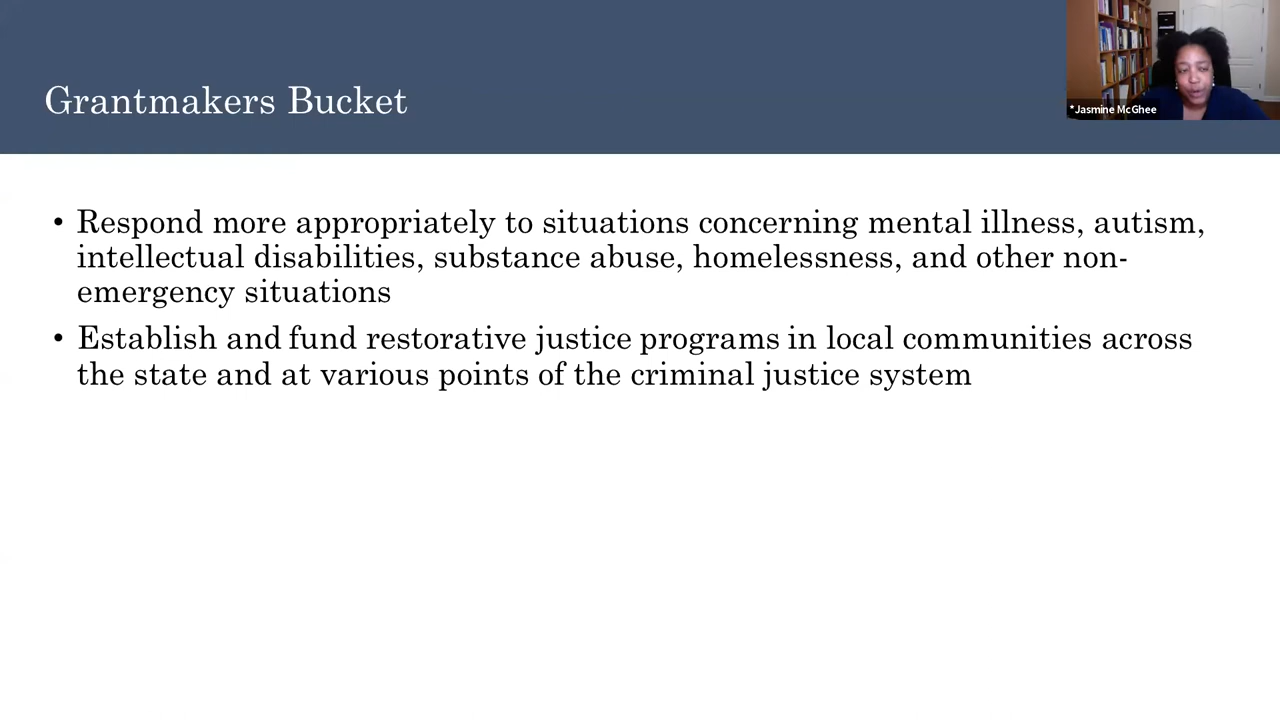 Grantmakers Bucket
*Jasmine McGhee
• Respond more appropriately to situations concerning mental illness, autism,
intellectual disabilities, substance abuse, homelessness, and other non-
emergency situations
• Establish and fund restorative justice programs in local communities across
the state and at various points of the criminal justice system